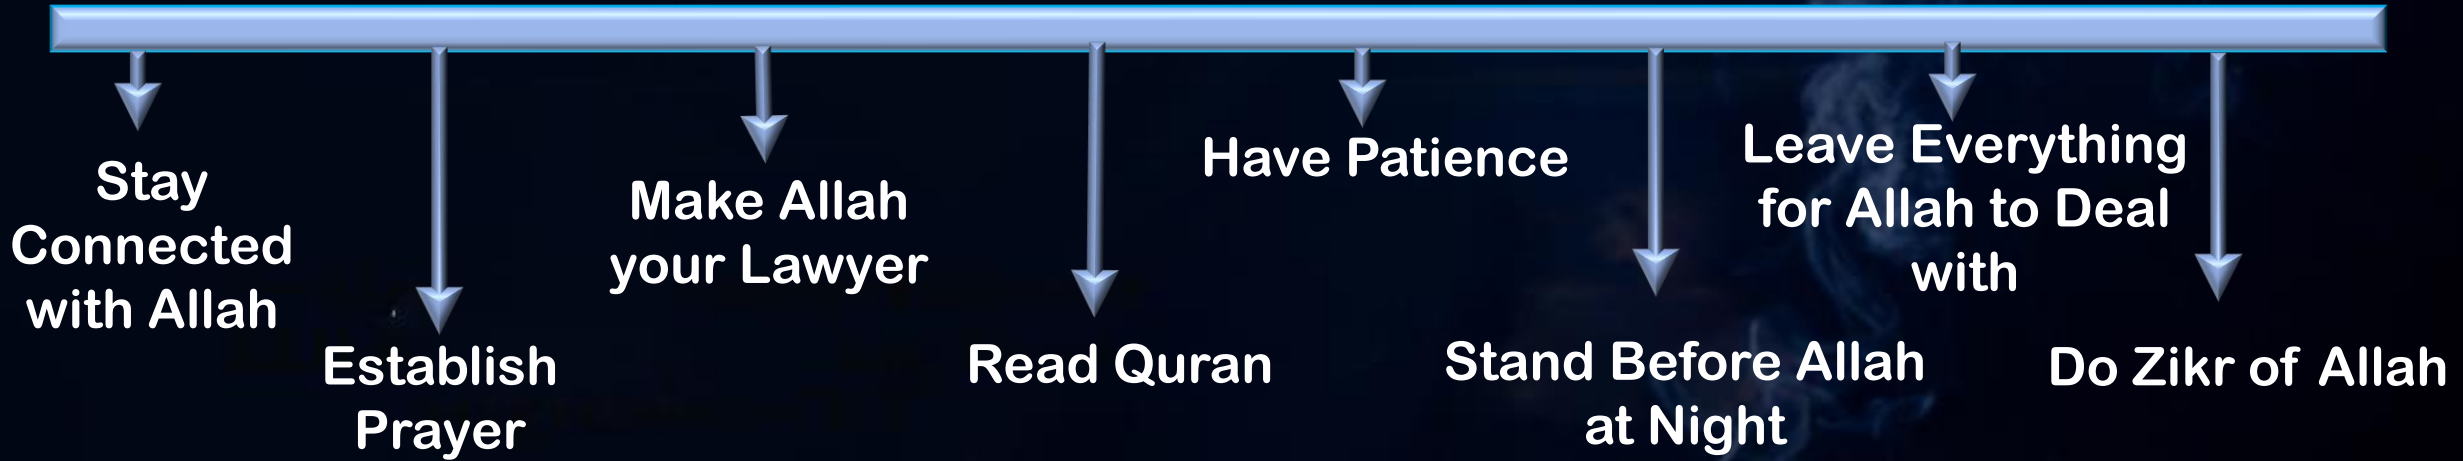 Stay
Connected
with Allah
Establish
Prayer
Make Allah
your Lawyer
Read Quran
Have Patience
Stand Before Allah
at Night
Leave Everything
for Allah to Deal
with
Do Zikr of Allah